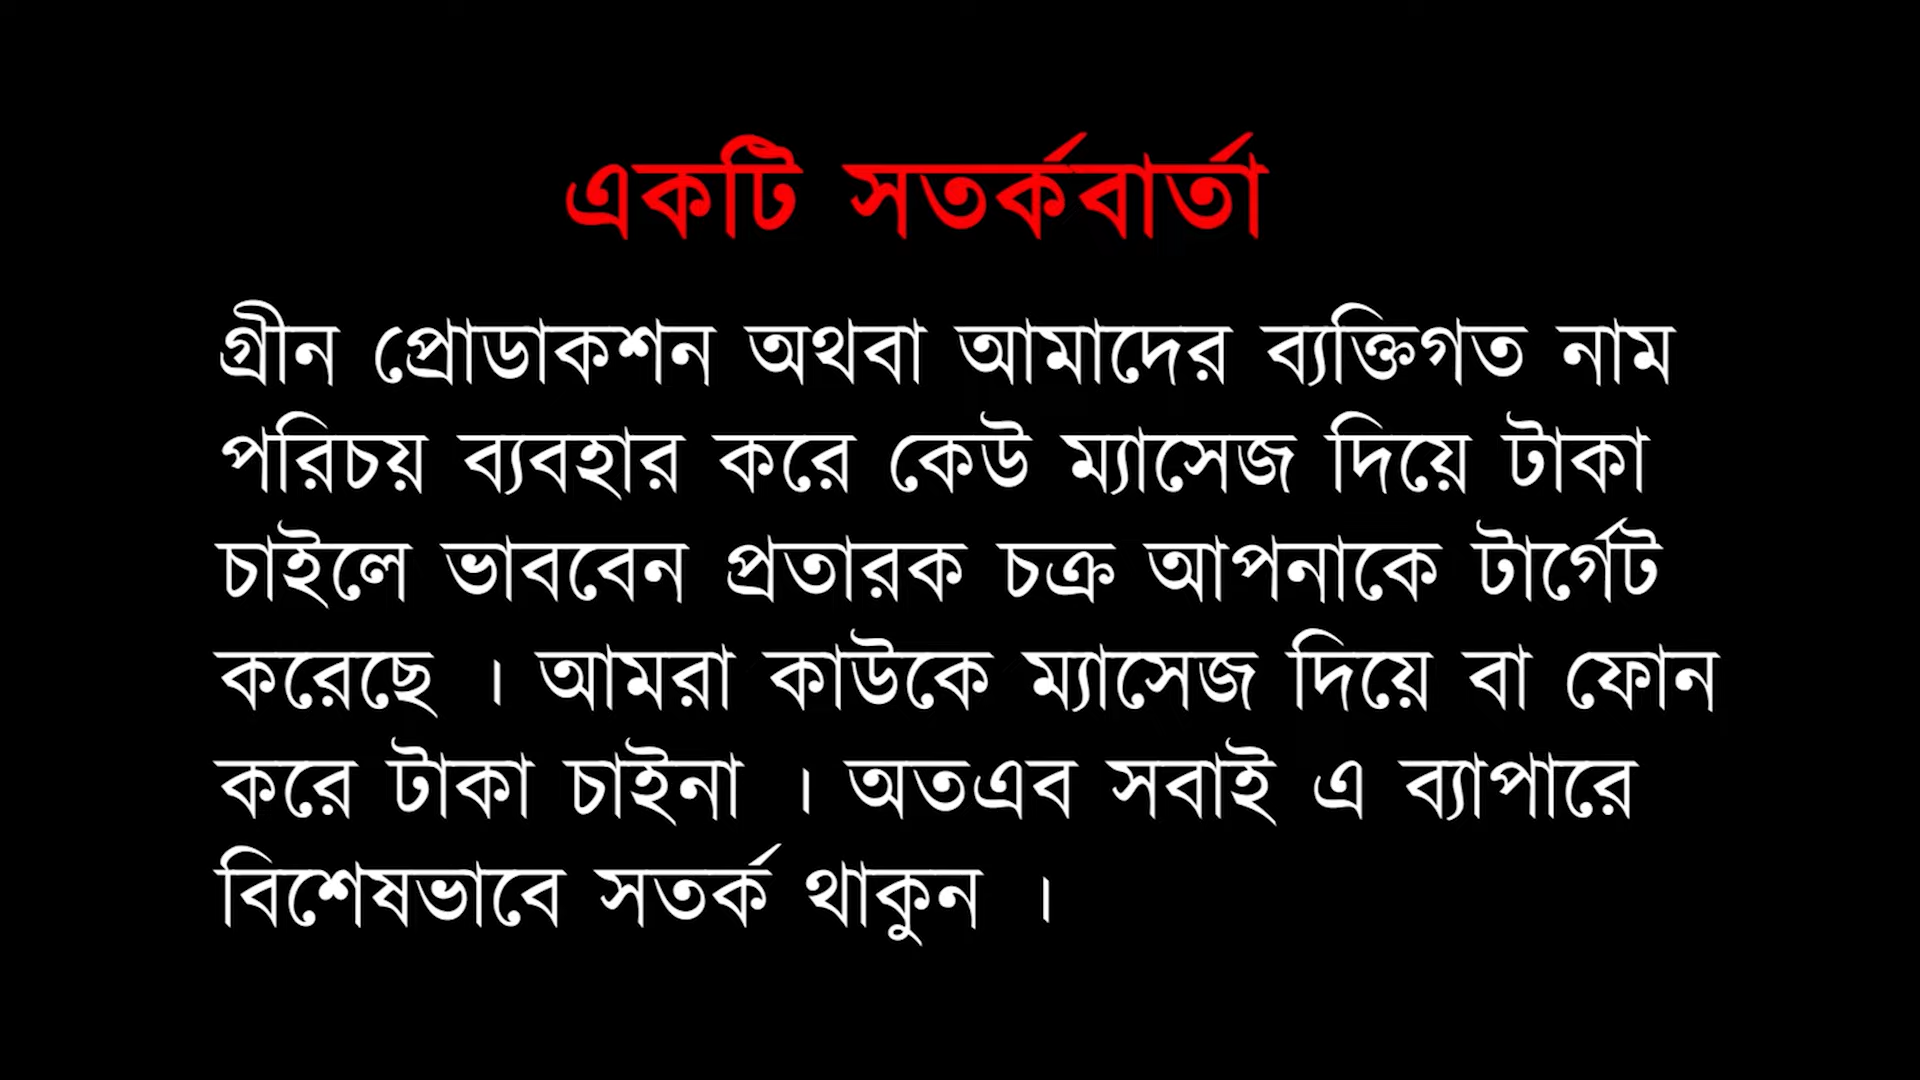 একটি সতর্কবার্তা
গ্রীন প্রোডাকশন অথবা আমাদের ব্যক্তিগত নাম
পরিচয় ব্যবহার করে কেউ ম্যাসেজ দিয়ে টাকা
চাইলে ভাববেন প্রতারক চক্র আপনাকে টার্গেট
করেছে । আমরা কাউকে ম্যাসেজ দিয়ে বা ফোন
করে টাকা চাইনা । অতএব সবাই এ ব্যাপারে
বিশেষভাবে সতর্ক থাকুন ।